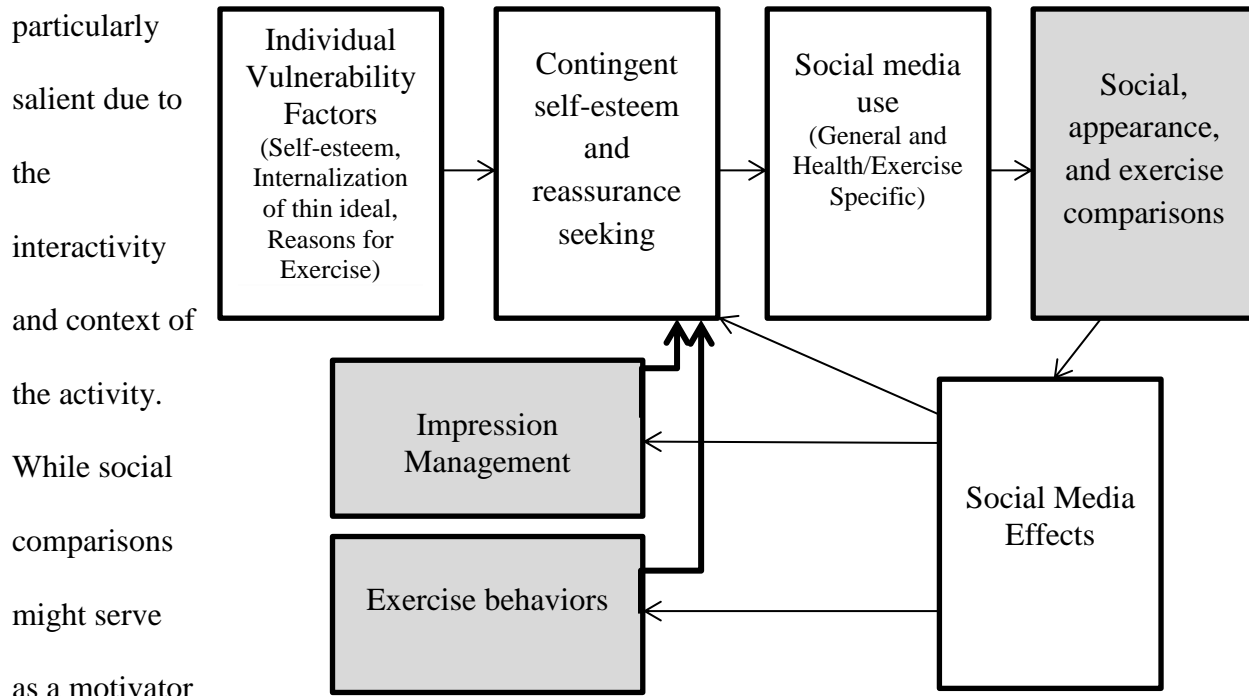 particularly
salient due to
the
interactivity
and context of
the activity.
While social
comparisons
might serve
as a motivator
Individual
Vulnerability
Factors
(Self-esteem,
Internalization
of thin ideal,
Reasons for
Exercise)
Contingent
self-esteem
and
reassurance
seeking
Social media
use
(General and
Health/Exercise
Specific)
Social,
appearance,
and exercise
comparisons
Impression
Management
Social Media
Effects
Exercise behaviors